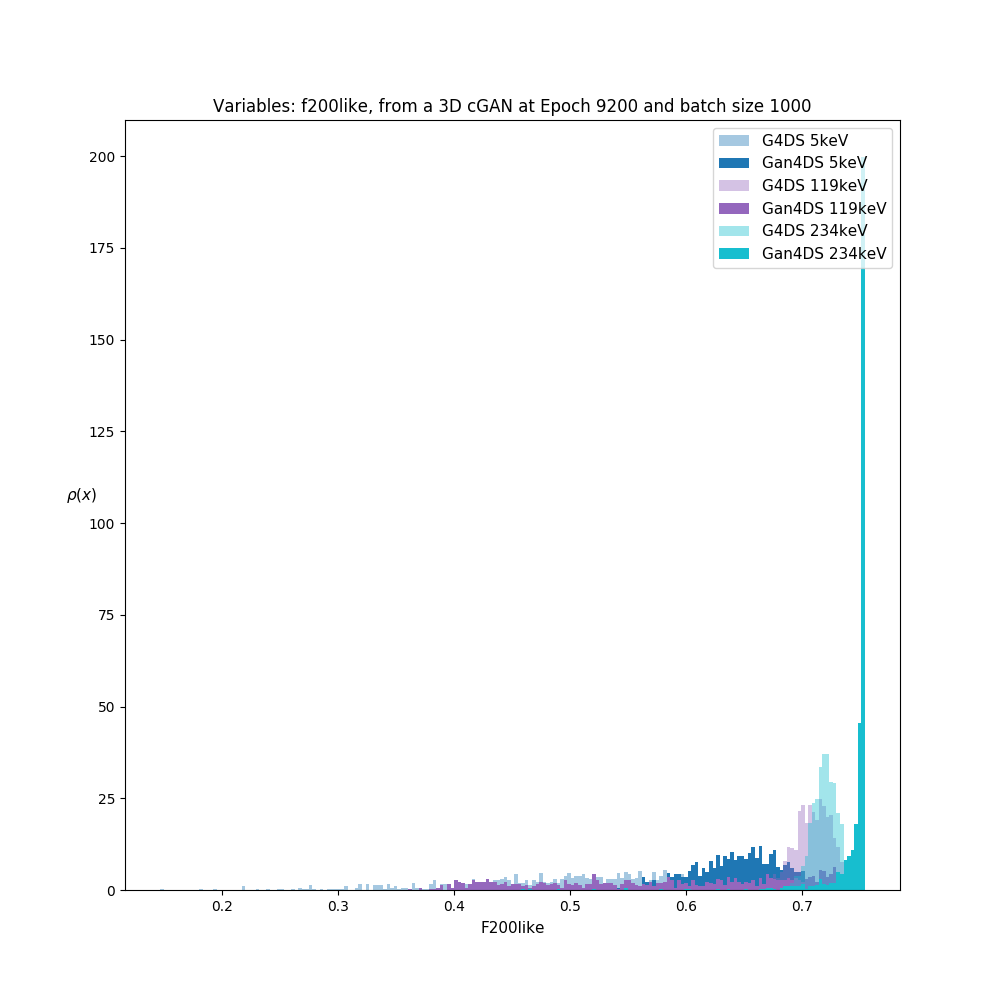 Variables: f200like, from a 3D cGAN at Epoch 9200 and batch size 1000
G4DS 5keV
Gan4DS 5keV
G4DS 119keV
Gan4DS 119keV
G4DS 234keV
Gan4DS 234keV
200
175
150
125
ρ(x)
100
75
50
25
0
0.2 0.3 0.4 0.5 0.6 0.7
F200like